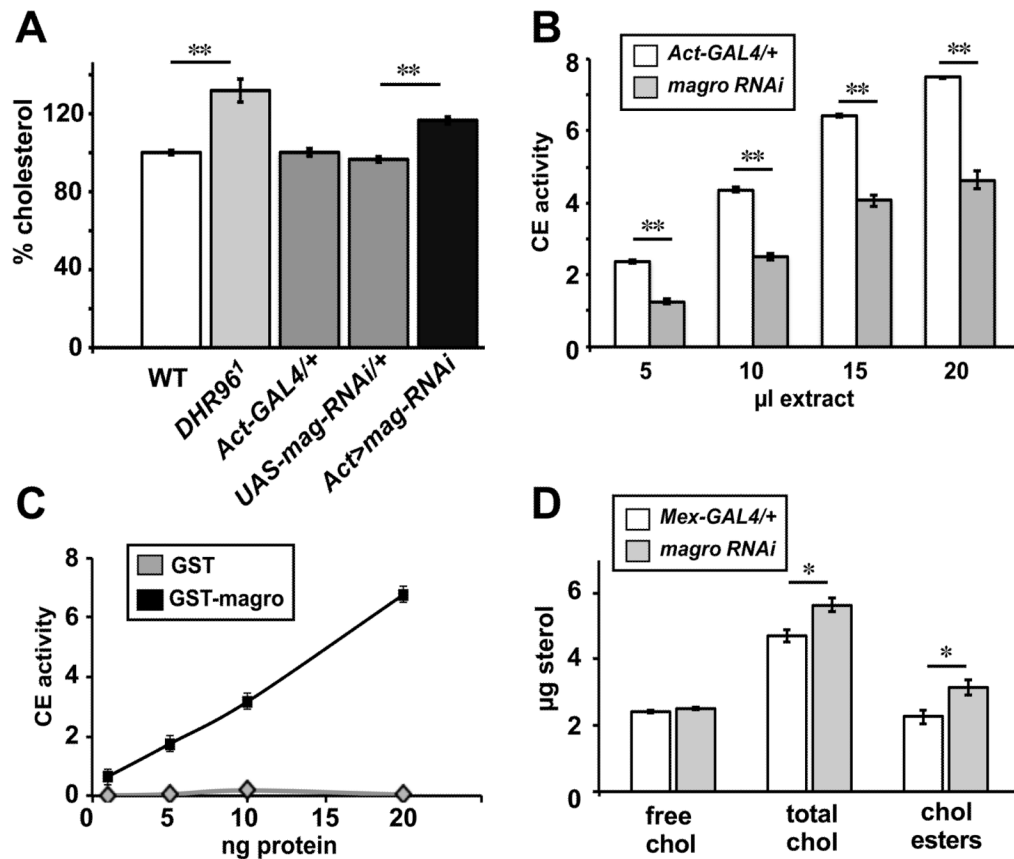 A
% cholesterol
120
80
40
0
**
**
WT
DHR96¹
Act-GAL4/+
UAS-mag-RNAi/+
Act>mag-RNAi
B
Act-GAL4/+
magro RNAi
CE activity
8
6
4
2
0
**
**
**
**
5 10 15 20
µl extract
C
GST
GST-magro
CE activity
8
6
4
2
0
0 5 10 15 20
ng protein
D
Mex-GAL4/+
magro RNAi
µg sterol
6
4
2
0
*
*
free chol
total chol
chol esters